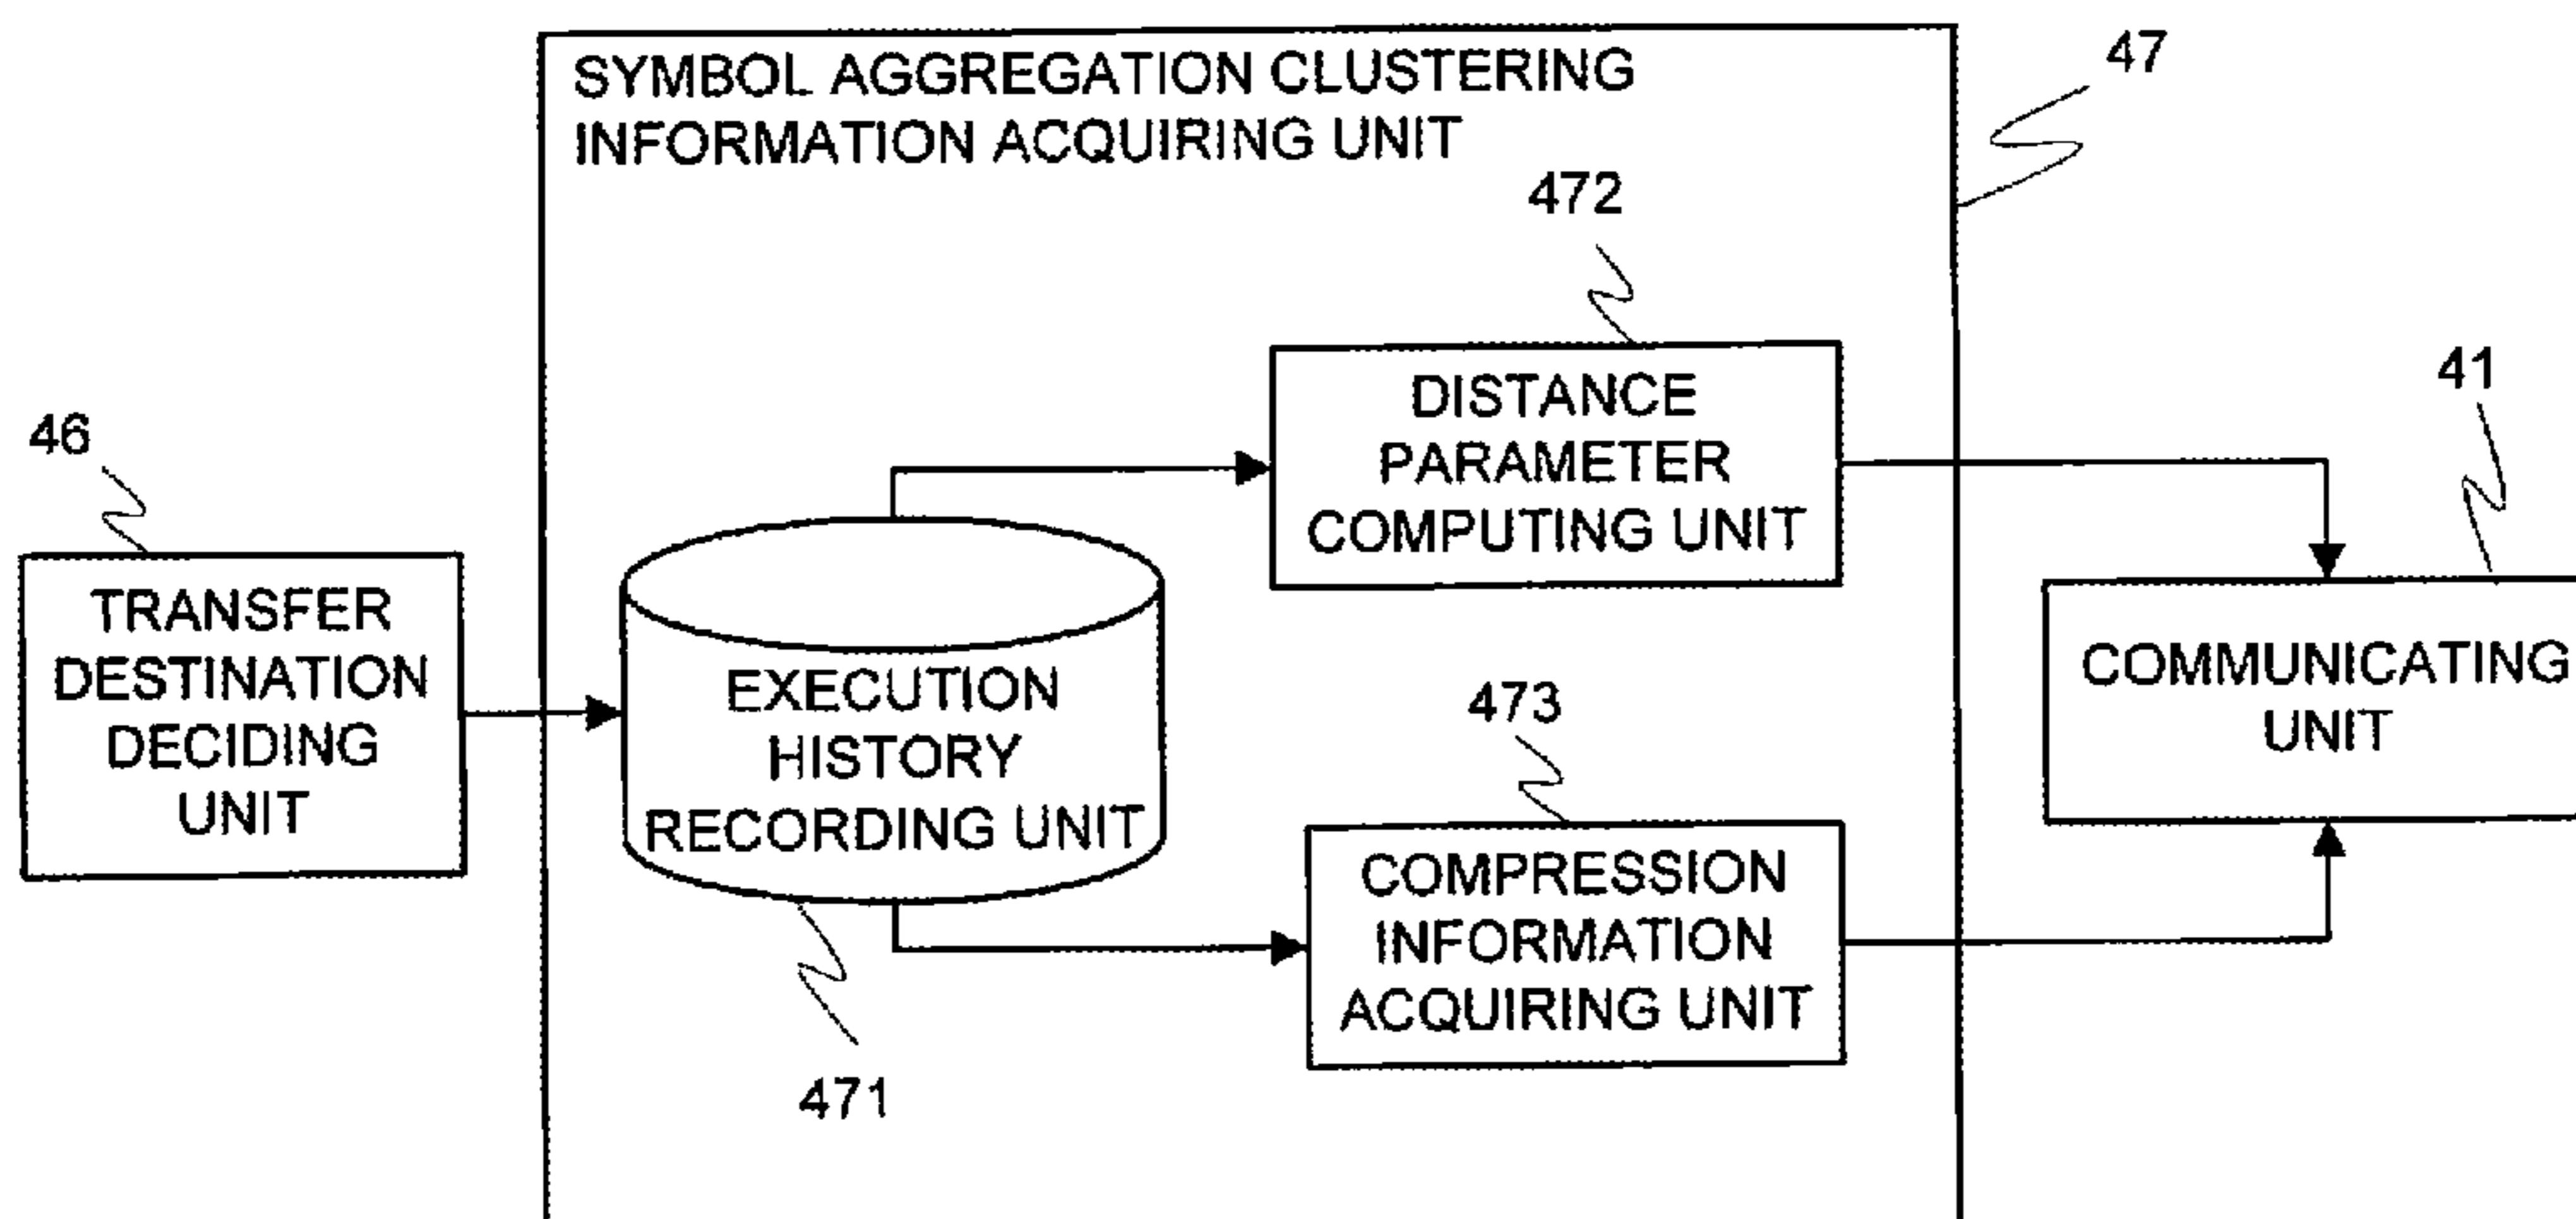 SYMBOL AGGREGATION CLUSTERING
INFORMATION ACQUIRING UNIT
47
472
DISTANCE
PARAMETER
COMPUTING UNIT
41
COMMUNICATING
UNIT
46
TRANSFER
DESTINATION
DECIDING
UNIT
EXECUTION
HISTORY
RECORDING UNIT
471
473
COMPRESSION
INFORMATION
ACQUIRING UNIT